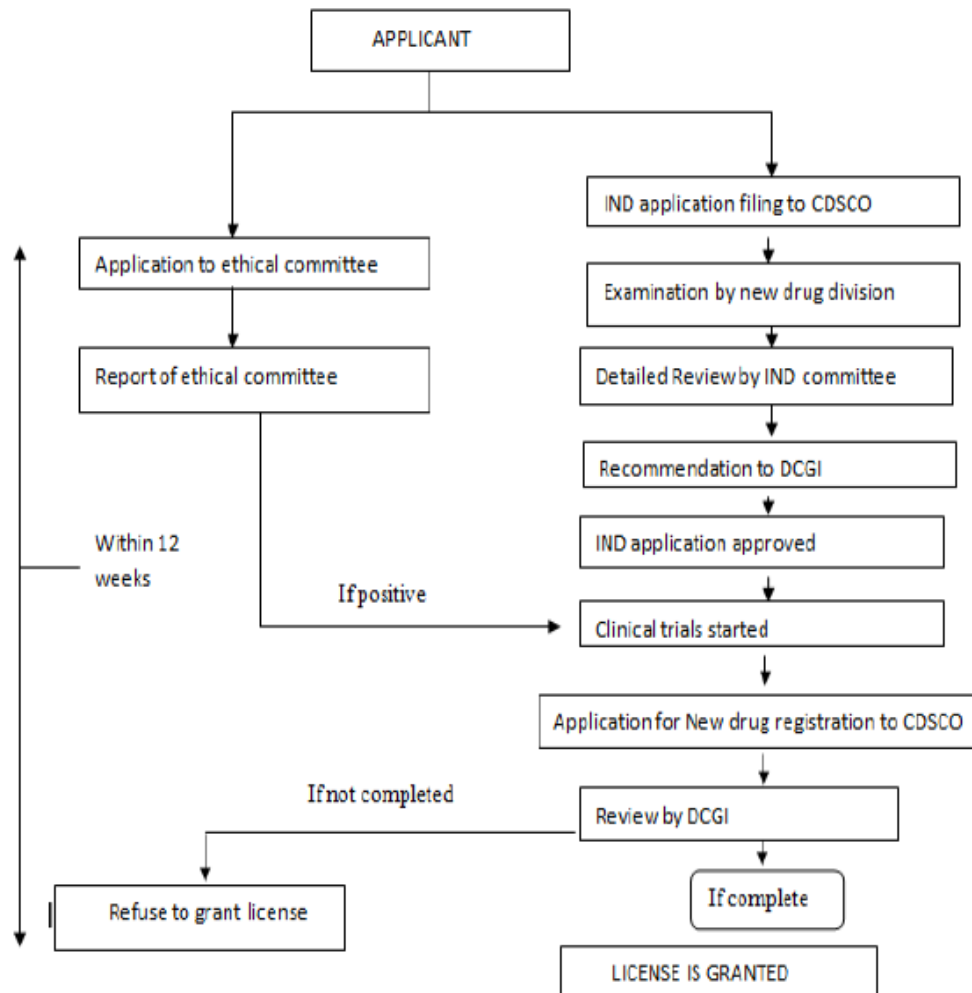 APPLICANT
IND application filing to CDSCO
Application to ethical committee
Examination by new drug division
Report of ethical committee
Detailed Review by IND committee
Recommendation to DCGI
Within 12
weeks
IND application approved
If positive
Clinical trials started
Application for New drug registration to CDSCO
If not completed
Review by DCGI
Refuse to grant license
If complete
LICENSE IS GRANTED